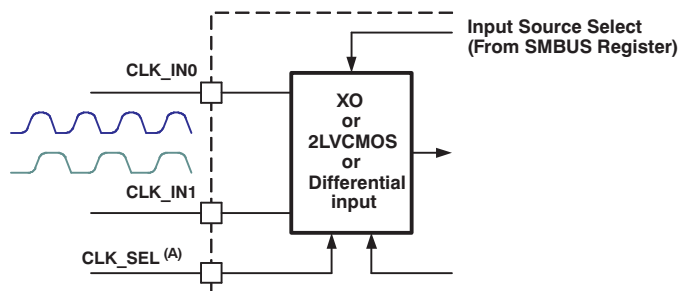 Input Source Select
(From SMBUS Register)
CLK_IN0
XO
or
2LVCMOS
or
Differential
input
CLK_IN1
CLK_SEL (A)